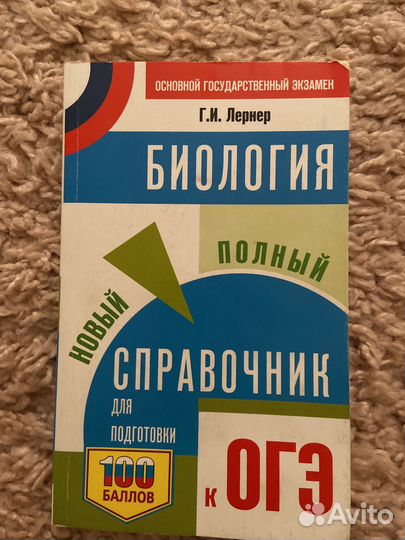 ОСНОВНОЙ ГОСУДАРСТВЕННЫЙ ЭКЗАМЕН
Г.И. Лернер
БИОЛОГИЯ
НОВЫЙ
ПОЛНЫЙ
СПРАВОЧНИК
ДЛЯ
ПОДГОТОВКИ
100
БАЛЛОВ
К ОГЭ
Avito